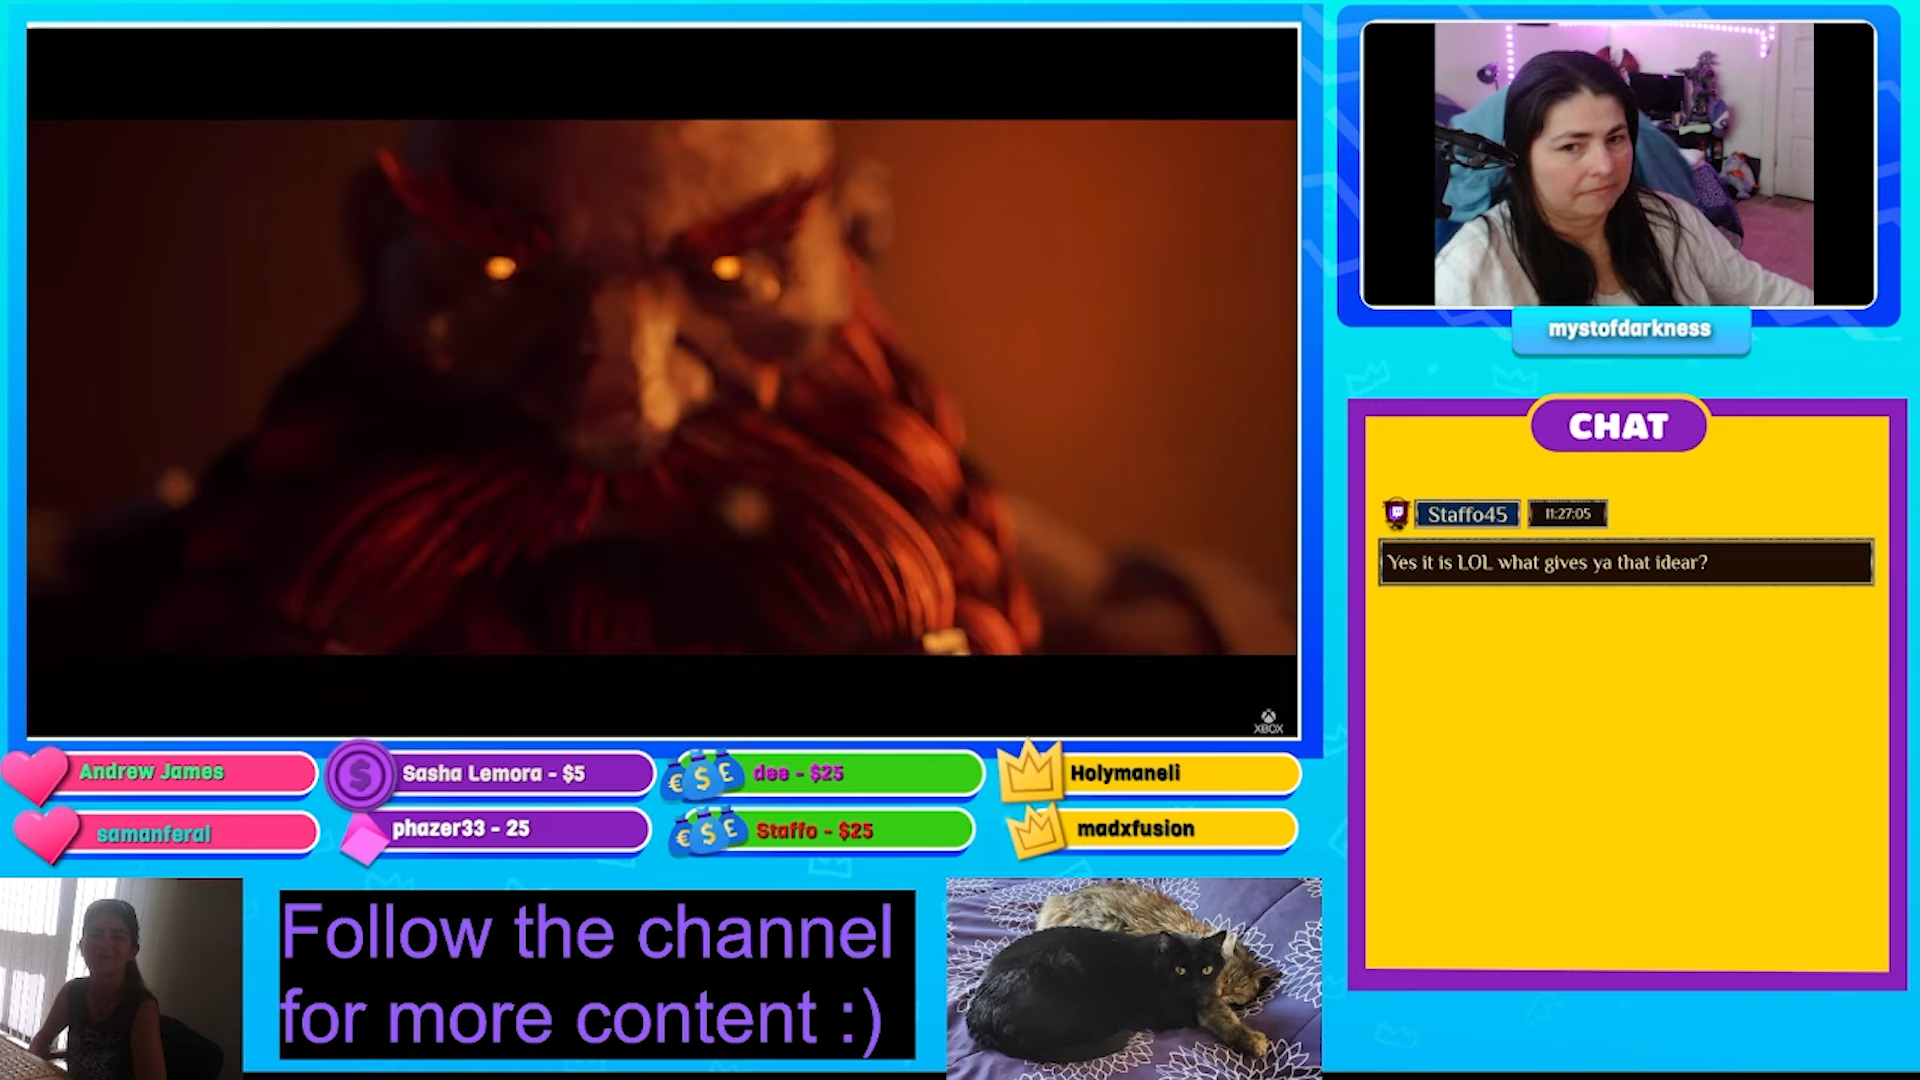 XBOX
mystofdarkness
CHAT
Staffo45
11:27:05
Yes it is LOL what gives ya that idear?
Andrew James
Sasha Lemora - $5
dee - $25
Holymaneli
samanferal
phazer33 - 25
Staffo - $25
madxfusion
Follow the channel
for more content :)